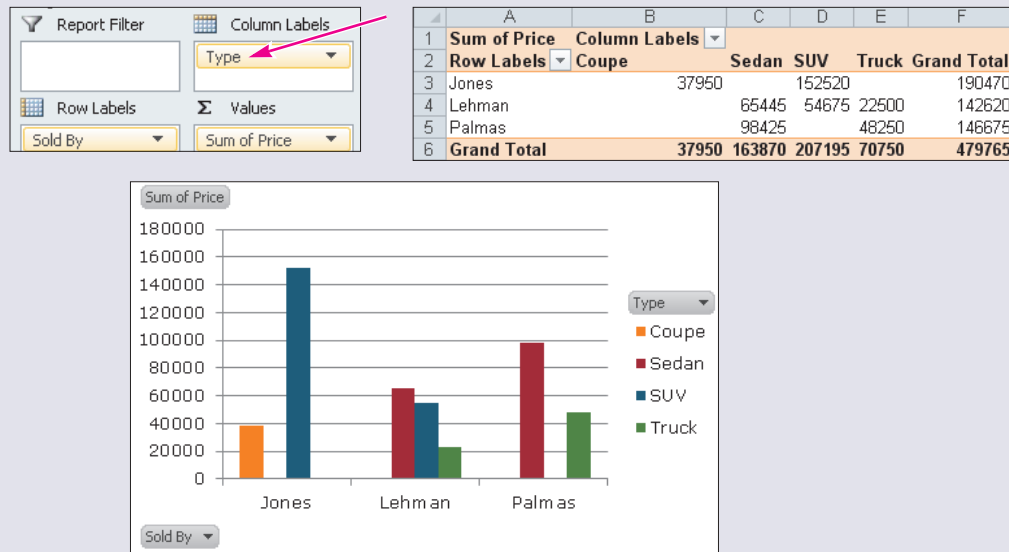 Report Filter Column Labels
Type
Row Labels Σ Values
Sold By Sum of Price
A B C D E F
1 Sum of Price Column Labels
2 Row Labels Coupe Sedan SUV Truck Grand Total
3 Jones 37950 152520 190470
4 Lehman 65445 54675 22500 142620
5 Palmas 98425 48250 146675
6 Grand Total 37950 163870 207195 70750 479765
Sum of Price
180000
160000
140000
120000
100000
80000
60000
40000
20000
0
Jones Lehman Palmas
Type
Coupe
Sedan
SUV
Truck
Sold By